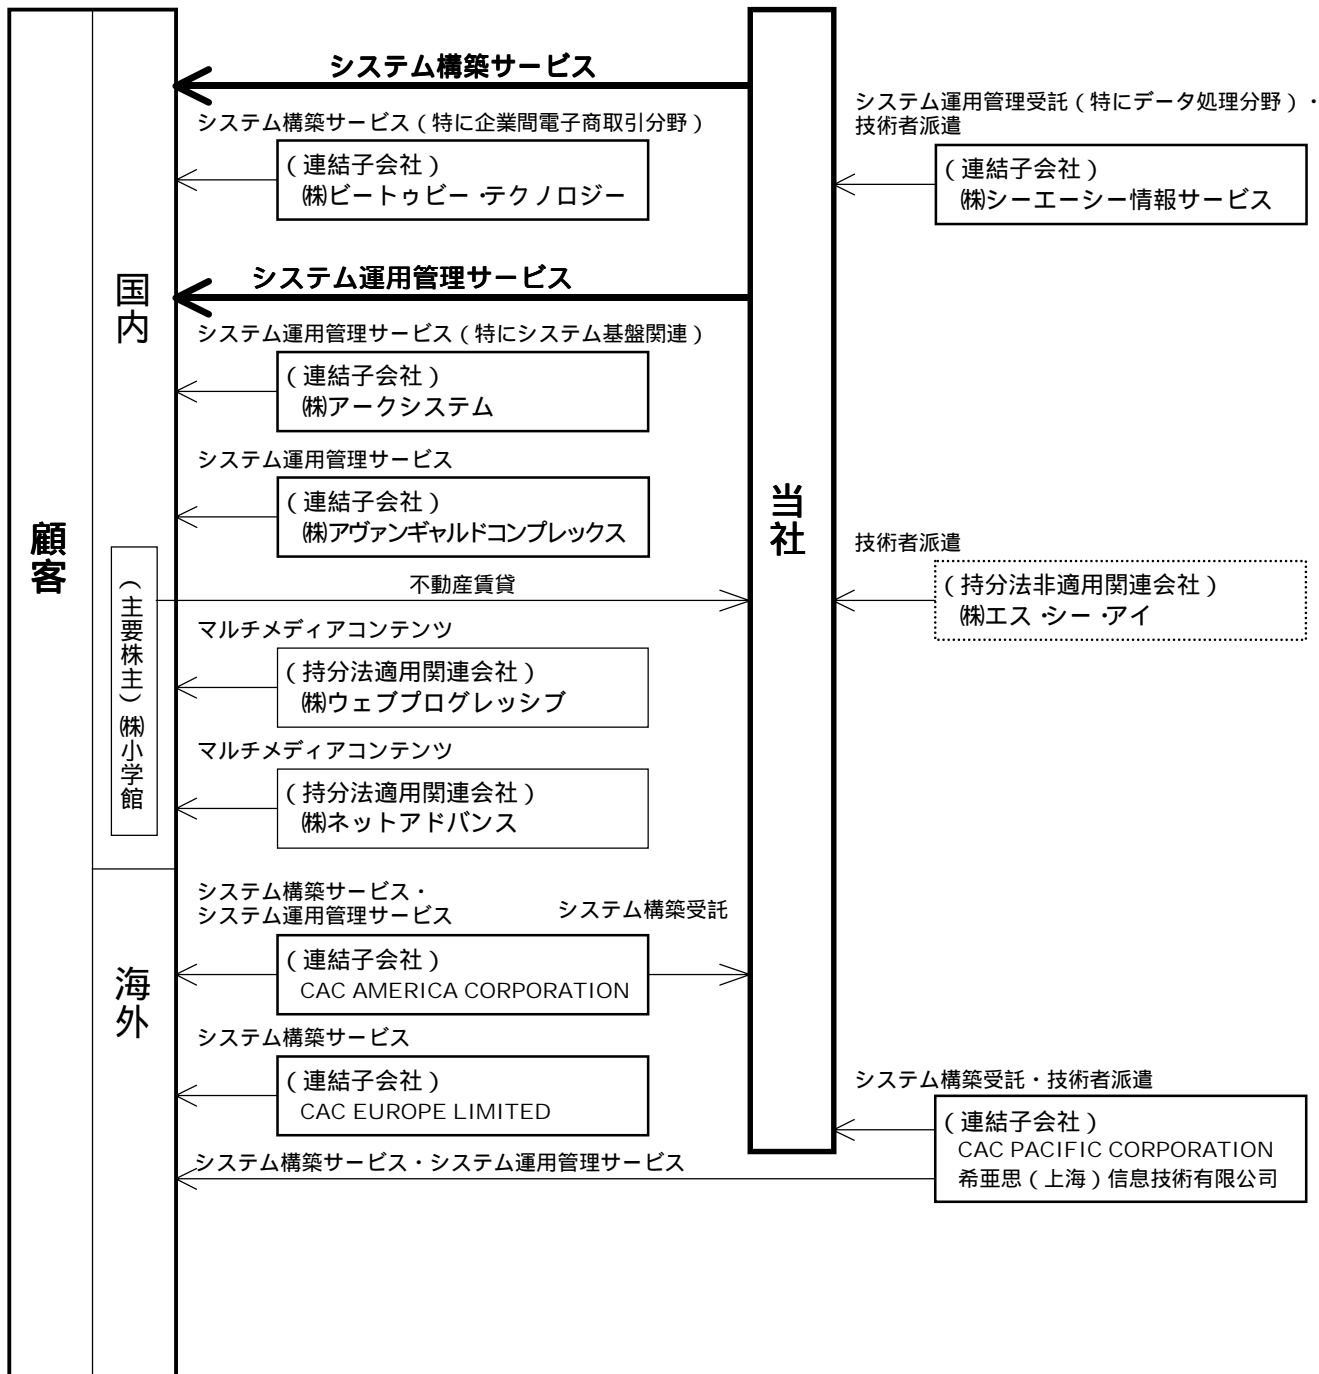 顧客
国内
(主要株主)㈱小学館
海外
システム構築サービス
システム構築サービス(特に企業間電子商取引分野)
(連結子会社)
㈱ビートゥビー・テクノロジー
システム運用管理サービス
システム運用管理サービス(特にシステム基盤関連)
(連結子会社)
㈱アークシステム
システム運用管理サービス
(連結子会社)
㈱アヴァンギャルドコンプレックス
不動産賃貸
マルチメディアコンテンツ
(持分法適用関連会社)
㈱ウェブプログレッシブ
マルチメディアコンテンツ
(持分法適用関連会社)
㈱ネットアドバンス
システム構築サービス・
システム運用管理サービス
システム構築受託
(連結子会社)
CAC AMERICA CORPORATION
システム構築サービス
(連結子会社)
CAC EUROPE LIMITED
システム構築サービス・システム運用管理サービス
当社
システム運用管理受託(特にデータ処理分野)・
技術者派遣
(連結子会社)
㈱シーエーシー情報サービス
技術者派遣
(持分法非適用関連会社)
㈱エス・シー・アイ
システム構築受託・技術者派遣
(連結子会社)
CAC PACIFIC CORPORATION
希亜思(上海)信息技術有限公司